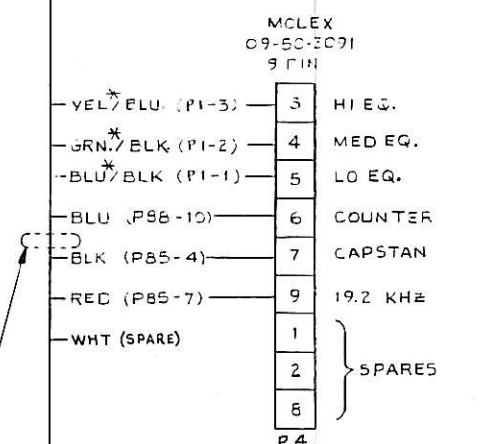 MOLEX
09-50-3091
9 PIN
YEL*/BLU (P1-3) 3 HI EQ.
GRN.*/BLK (P1-2) 4 MED EQ.
BLU*/BLK (P1-1) 5 LO EQ.
BLU (P86-10) 6 COUNTER
BLK (P85-4) 7 CAPSTAN
RED (P85-7) 9 19.2 KHz
WHT (SPARE) 1
2 SPARES
8
P4